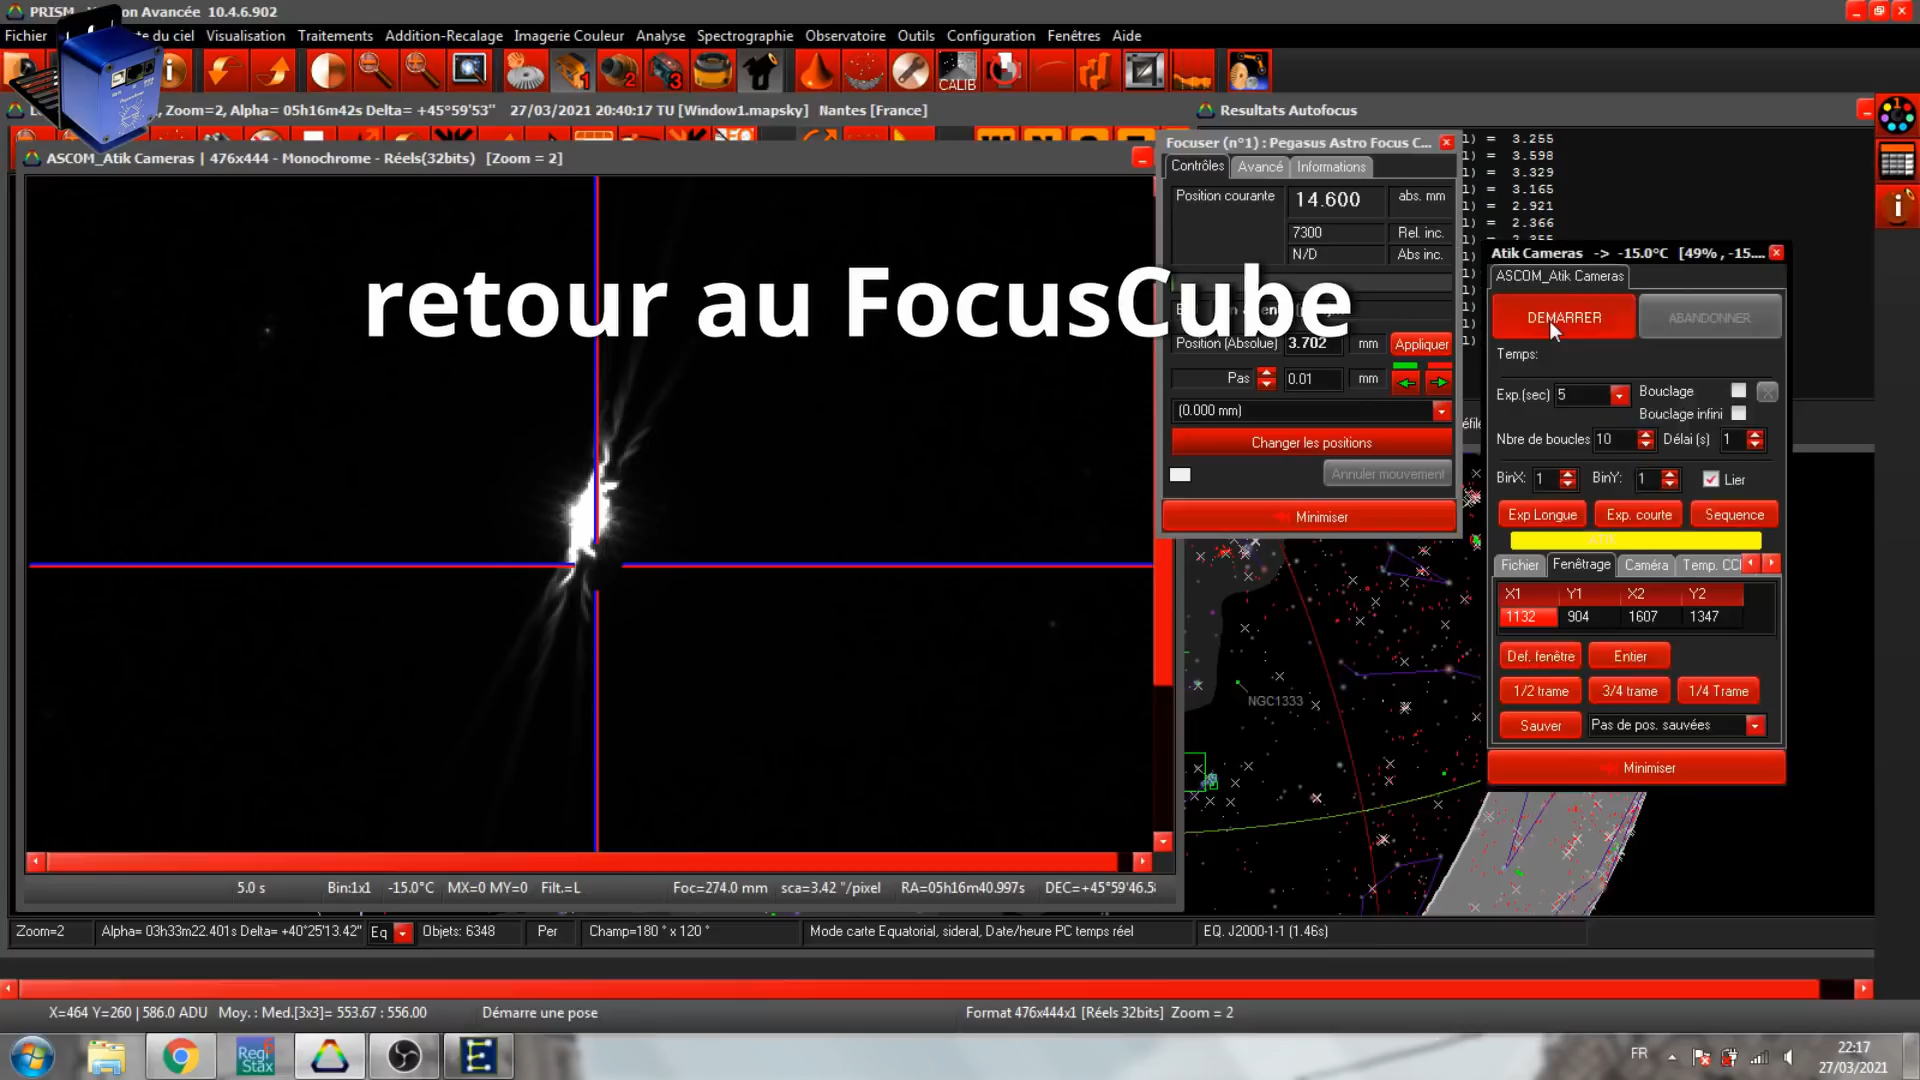 PRISM - Version Avancée 10.4.6.902
Fichier te du ciel Visualisation Traitements Addition-Recalage Imagerie Couleur Analyse Spectrographie Observatoire Outils Configuration Fenêtres Aide
1 2 3 CALIB
Zoom=2, Alpha= 05h16m42s Delta= +45°59'53" 27/03/2021 20:40:17 TU [Window1.mapsky] Nantes [France]
Resultats Autofocus
ASCOM_Atik Cameras | 476x444 - Monochrome - Réels(32bits) [Zoom = 2]
1) = 3.255
1) = 3.598
1) = 3.329
1) = 3.165
1) = 2.921
1) = 2.366
1) = 2.355
Focuser (n°1) : Pegasus Astro Focus C...
Contrôles Avancé Informations
Position courante 14.600 abs. mm
7300 Rel. inc.
N/D Abs inc.
retour au FocusCube
Position (Absolue) 3.702 mm Appliquer
Pas 0.01 mm
(0.000 mm)
Changer les positions
Annuler mouvement
Minimiser
Atik Cameras -> -15.0°C [49% , -15....
ASCOM_Atik Cameras
DEMARRER ABANDONNER
Temps:
Exp.(sec) 5 Bouclage
Bouclage infini
Nbre de boucles 10 Délai (s) 1
BinX: 1 BinY: 1 Lier
Exp Longue Exp. courte Sequence
ATIK
Fichier Fenêtrage Caméra Temp. CC
X1 Y1 X2 Y2
1132 904 1607 1347
Def. fenêtre Entier
1/2 trame 3/4 trame 1/4 Trame
Sauver Pas de pos. sauvées
Minimiser
NGC1333
5.0 s Bin:1x1 -15.0°C MX=0 MY=0 Filt.=L Foc=274.0 mm sca=3.42 "/pixel RA=05h16m40.997s DEC=+45°59'46.5
Zoom=2 Alpha= 03h33m22.401s Delta= +40°25'13.42" Eq Objets: 6348 Per Champ=180 ° x 120 ° Mode carte Equatorial, sideral, Date/heure PC temps réel EQ. J2000-1-1 (1.46s)
X=464 Y=260 | 586.0 ADU Moy. : Med.[3x3]= 553.67 : 556.00 Démarre une pose Format 476x444x1 [Réels 32bits] Zoom = 2
Regi Stax 6
FR
22:17
27/03/2021